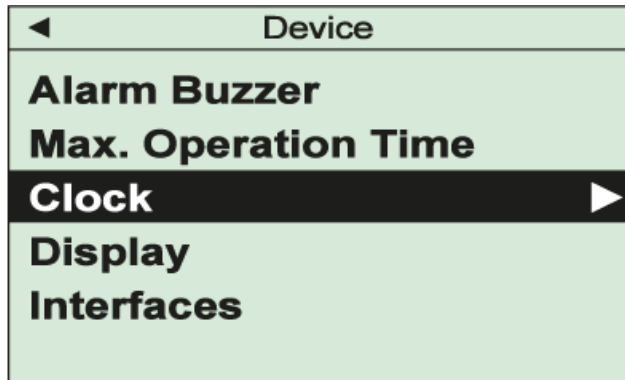 Device
Alarm Buzzer
Max. Operation Time
Clock
Display
Interfaces